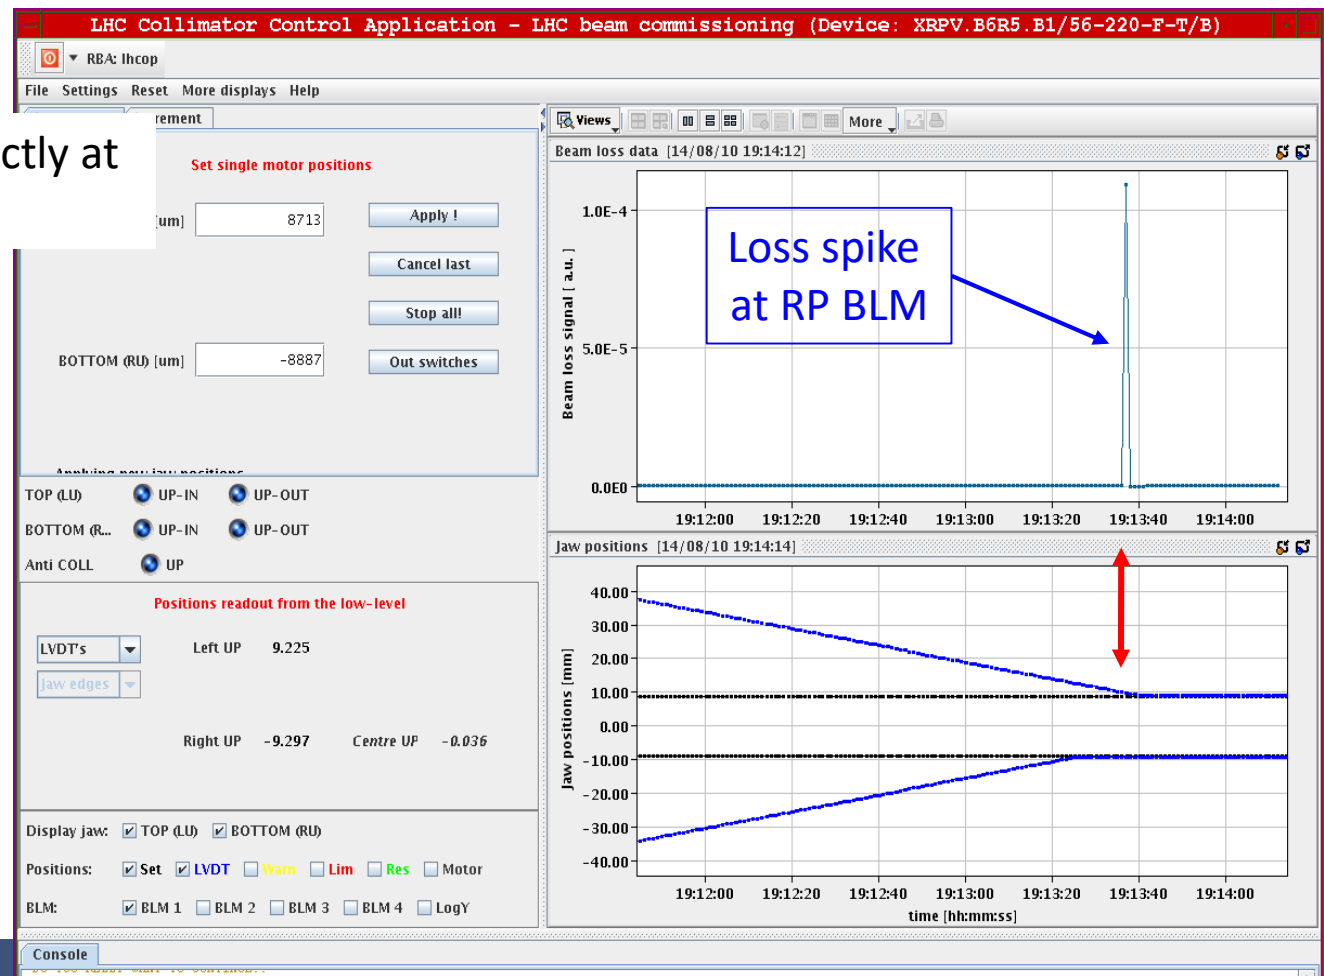 LHC Collimator Control Application - LHC beam commissioning (Device: XRPV.B6R5.B1/56-220-F-T/B)
RBA: lhcop
File Settings Reset More displays Help
rement
ctly at
Set single motor positions
[um] 8713 Apply !
Cancel last
Stop all!
BOTTOM (RU) [um] -8887 Out switches
TOP (LU) UP-IN UP-OUT
BOTTOM (R... UP-IN UP-OUT
Anti COLL UP
Positions readout from the low-level
LVDT's Left UP 9.225
Jaw edges
Right UP -9.297 Centre UP -0.036
Display jaw: TOP (LU) BOTTOM (RU)
Positions: Set LVDT Warn Lim Res Motor
BLM: BLM 1 BLM 2 BLM 3 BLM 4 LogY
Console
Views More
Beam loss data [14/08/10 19:14:12]
Beam loss signal [ a.u. ]
1.0E-4
5.0E-5
0.0E0
Loss spike
at RP BLM
19:12:00 19:12:20 19:12:40 19:13:00 19:13:20 19:13:40 19:14:00
Jaw positions [14/08/10 19:14:14]
Jaw positions [mm]
40.00
30.00
20.00
10.00
0.00
-10.00
-20.00
-30.00
-40.00
19:12:00 19:12:20 19:12:40 19:13:00 19:13:20 19:13:40 19:14:00
time [hh:mm:ss]